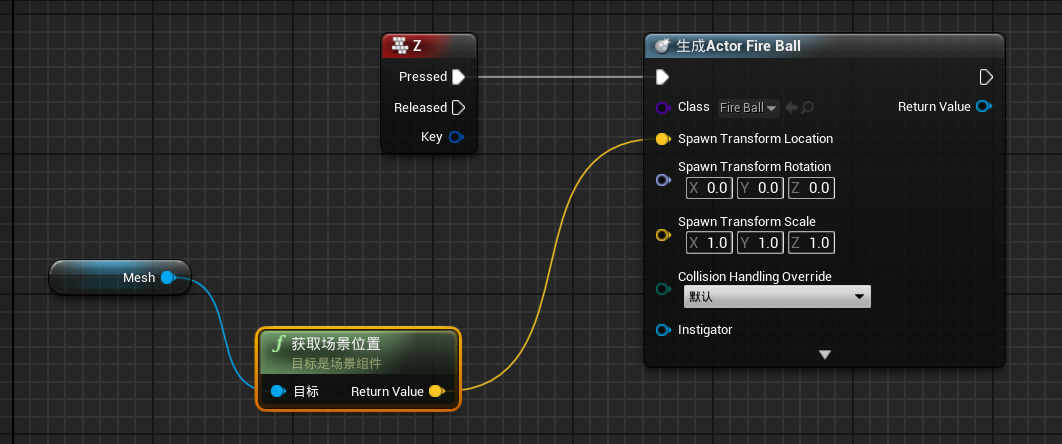 Z
Pressed
Released
Key
生成Actor Fire Ball
Class Fire Ball
Return Value
Spawn Transform Location
Spawn Transform Rotation
X 0.0 Y 0.0 Z 0.0
Spawn Transform Scale
X 1.0 Y 1.0 Z 1.0
Collision Handling Override
默认
Instigator
Mesh
f 获取场景位置
目标是场景组件
目标 Return Value